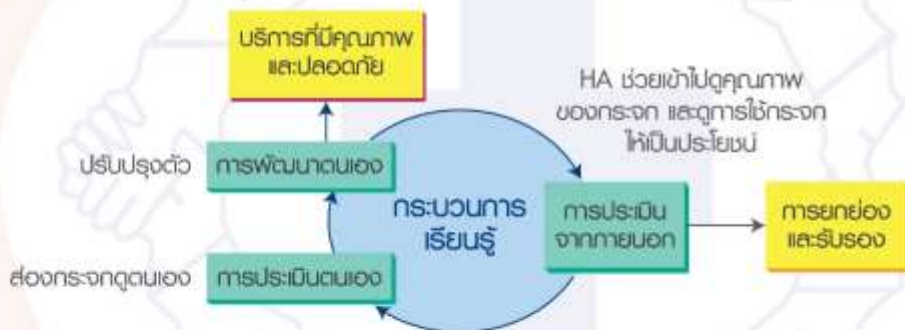 บริการที่มีคุณภาพ
และปลอดภัย
HA ช่วยเข้าไปดูคุณภาพ
ของกระจก และดูการใช้กระจก
ให้เป็นประโยชน์
ปรับปรุงตัว
การพัฒนาตนเอง
กระบวนการ
เรียนรู้
การประเมิน
จากภายนอก
การยกย่อง
และรับรอง
ส่องกระจกดูตนเอง
การประเมินตนเอง